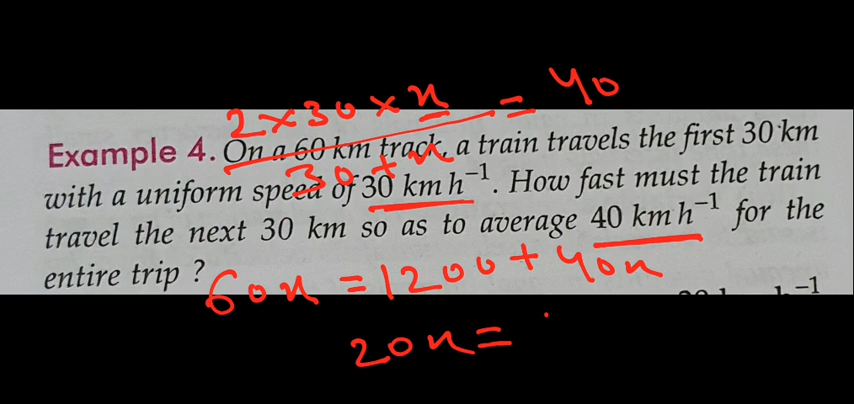 2×30×x = 40
Example 4. On a 60 km track, a train travels the first 30 km
30+x
with a uniform speed of 30 km h⁻¹. How fast must the train
travel the next 30 km so as to average 40 km h⁻¹ for the
entire trip ?
60x = 1200 + 40x
20x =